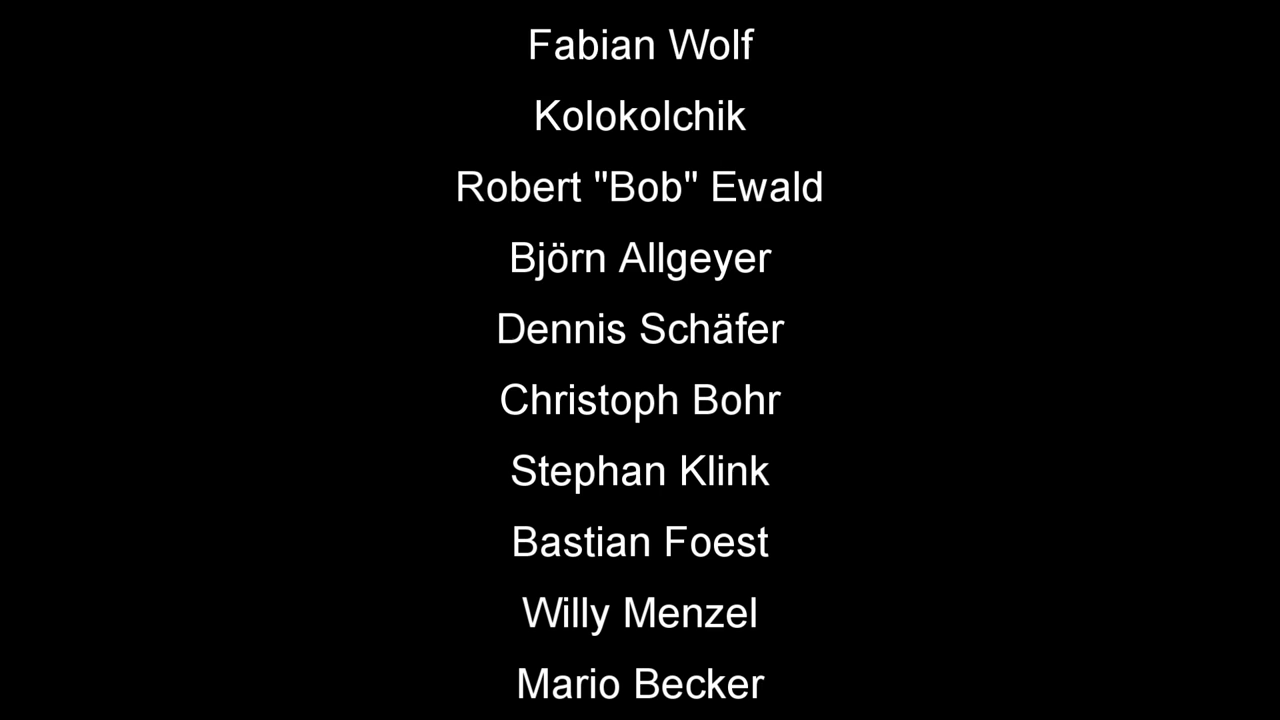 Fabian Wolf
Kolokolchik
Robert "Bob" Ewald
Björn Allgeyer
Dennis Schäfer
Christoph Bohr
Stephan Klink
Bastian Foest
Willy Menzel
Mario Becker